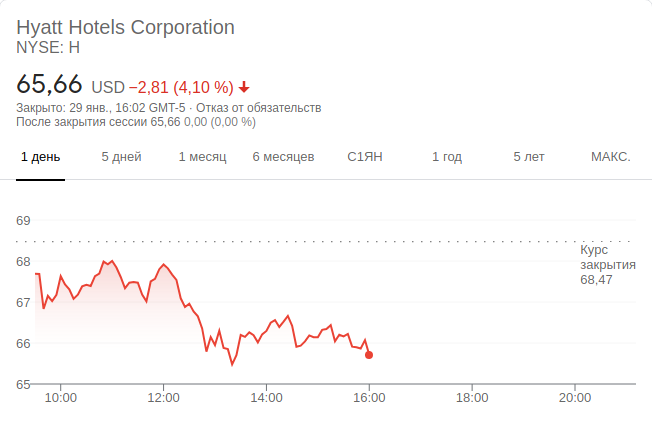 Hyatt Hotels Corporation
NYSE: H
65,66 USD −2,81 (4,10 %)
Закрыто: 29 янв., 16:02 GMT-5 · Отказ от обязательств
После закрытия сессии 65,66 0,00 (0,00 %)
1 день 5 дней 1 месяц 6 месяцев С1ЯН 1 год 5 лет МАКС.
69
Курс
закрытия
68,47
68
67
66
65
10:00 12:00 14:00 16:00 18:00 20:00